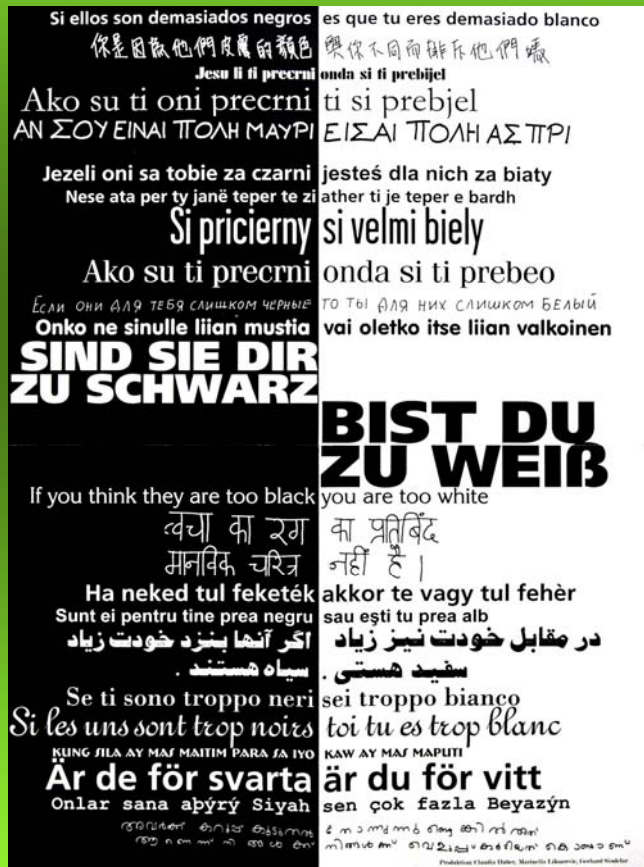 Si ellos son demasiados negros es que tu eres demasiado blanco
你是因 他們皮膚的顏色 與你不同而排斥他們嗎
Jesu li ti precrni onda si ti prebijel
Ako su ti oni precrni ti si prebjel
AN ΣΟΥ ΕΙΝΑΙ ΠΟΛΗ ΜΑΥΡΙ ΕΙΣΑΙ ΠΟΛΗ ΑΣΠΡΙ
Jezeli oni sa tobie za czarni jesteś dla nich za biaty
Nese ata per ty janë teper te zi ather ti je teper e bardh
Si pricierny si velmi biely
Ako su ti precrni onda si ti prebeo
Если они для тебя слишком черные то ты для них слишком белый
Onko ne sinulle liian mustia vai oletko itse liian valkoinen
SIND SIE DIR
ZU SCHWARZ
BIST DU
ZU WEIß
If you think they are too black you are too white
त्वचा का रग का प्रतिबिंद
मानविक चरित्र नहीं है |
Ha neked tul feketék akkor te vagy tul fehèr
Sunt ei pentru tine prea negru sau eşti tu prea alb
اگر آنها بنزد خودت زیاد در مقابل خودت نیز زیاد
سیاه هستند . سفید هستی .
Se ti sono troppo neri sei troppo bianco
Si les uns sont trop noirs toi tu es trop blanc
KUNG SILA AY MAS MAITIM PARA SA IYO KAW AY MAS MAPUTI
Är de för svarta är du för vitt
Onlar sana aþýrý Siyah sen çok fazla Beyazýn
Produktion: Claudia Huber,